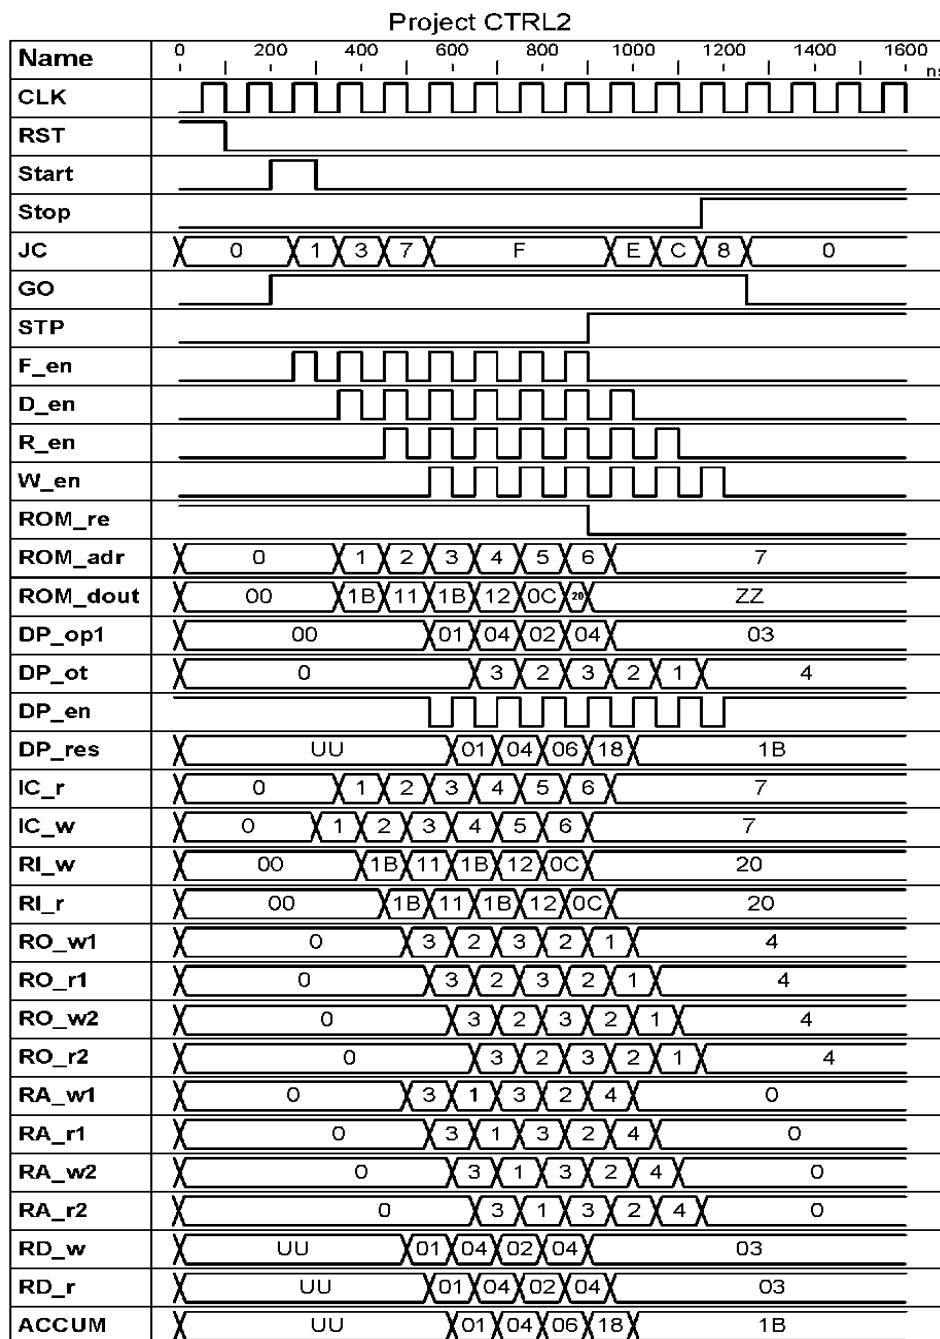 Project CTRL2
Name 0 200 400 600 800 1000 1200 1400 1600
ns
CLK
RST
Start
Stop
JC 0 1 3 7 F E C 8 0
GO
STP
F_en
D_en
R_en
W_en
ROM_re
ROM_adr 0 1 2 3 4 5 6 7
ROM_dout 00 1B 11 1B 12 0C 20 ZZ
DP_op1 00 01 04 02 04 03
DP_ot 0 3 2 3 2 1 4
DP_en
DP_res UU 01 04 06 18 1B
IC_r 0 1 2 3 4 5 6 7
IC_w 0 1 2 3 4 5 6 7
RI_w 00 1B 11 1B 12 0C 20
RI_r 00 1B 11 1B 12 0C 20
RO_w1 0 3 2 3 2 1 4
RO_r1 0 3 2 3 2 1 4
RO_w2 0 3 2 3 2 1 4
RO_r2 0 3 2 3 2 1 4
RA_w1 0 3 1 3 2 4 0
RA_r1 0 3 1 3 2 4 0
RA_w2 0 3 1 3 2 4 0
RA_r2 0 3 1 3 2 4 0
RD_w UU 01 04 02 04 03
RD_r UU 01 04 02 04 03
ACCUM UU 01 04 06 18 1B